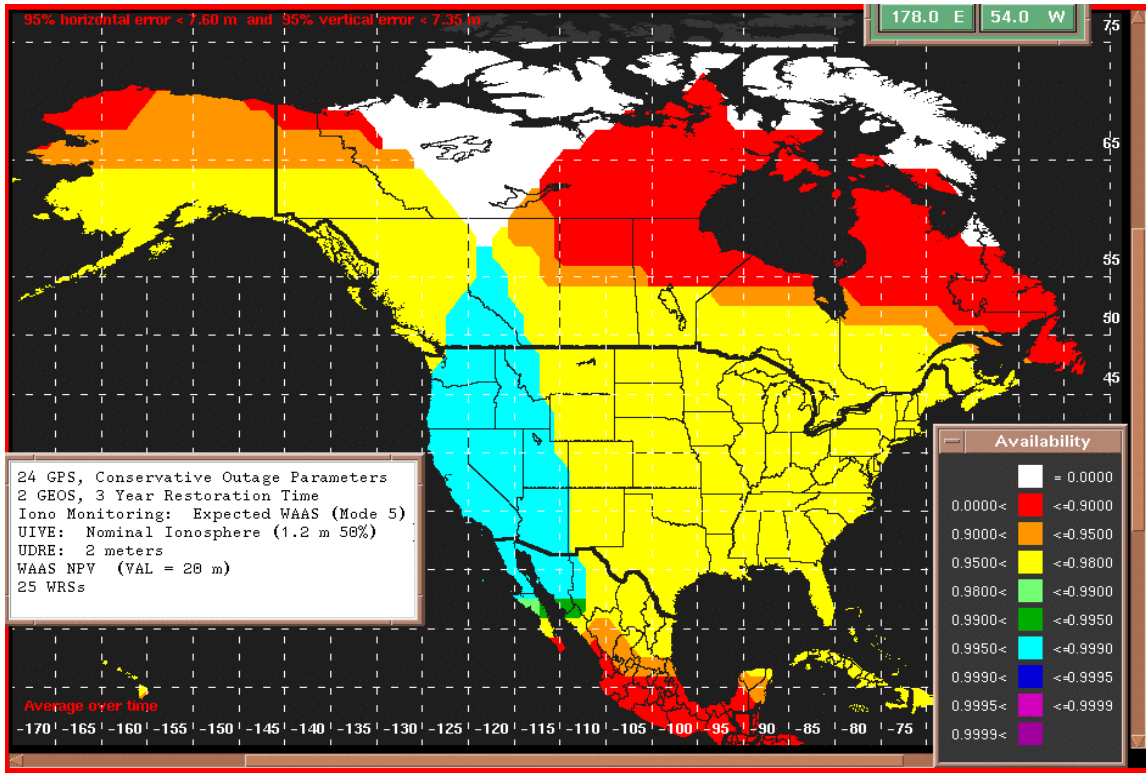 95% horizontal error < 7.60 m and 95% vertical error < 7.35 m
178.0 E 54.0 W
75
65
55
50
45
24 GPS, Conservative Outage Parameters
2 GEOS, 3 Year Restoration Time
Iono Monitoring: Expected WAAS (Mode 5)
UIVE: Nominal Ionosphere (1.2 m 50%)
UDRE: 2 meters
WAAS NPV (VAL = 20 m)
25 WRSs
Availability
= 0.0000
0.0000< <=0.9000
0.9000< <=0.9500
0.9500< <=0.9800
0.9800< <=0.9900
0.9900< <=0.9950
0.9950< <=0.9990
0.9990< <=0.9995
0.9995< <=0.9999
0.9999<
Average over time
-170 -165 -160 -155 -150 -145 -140 -135 -130 -125 -120 -115 -110 -105 -100 -95 -90 -85 -80 -75